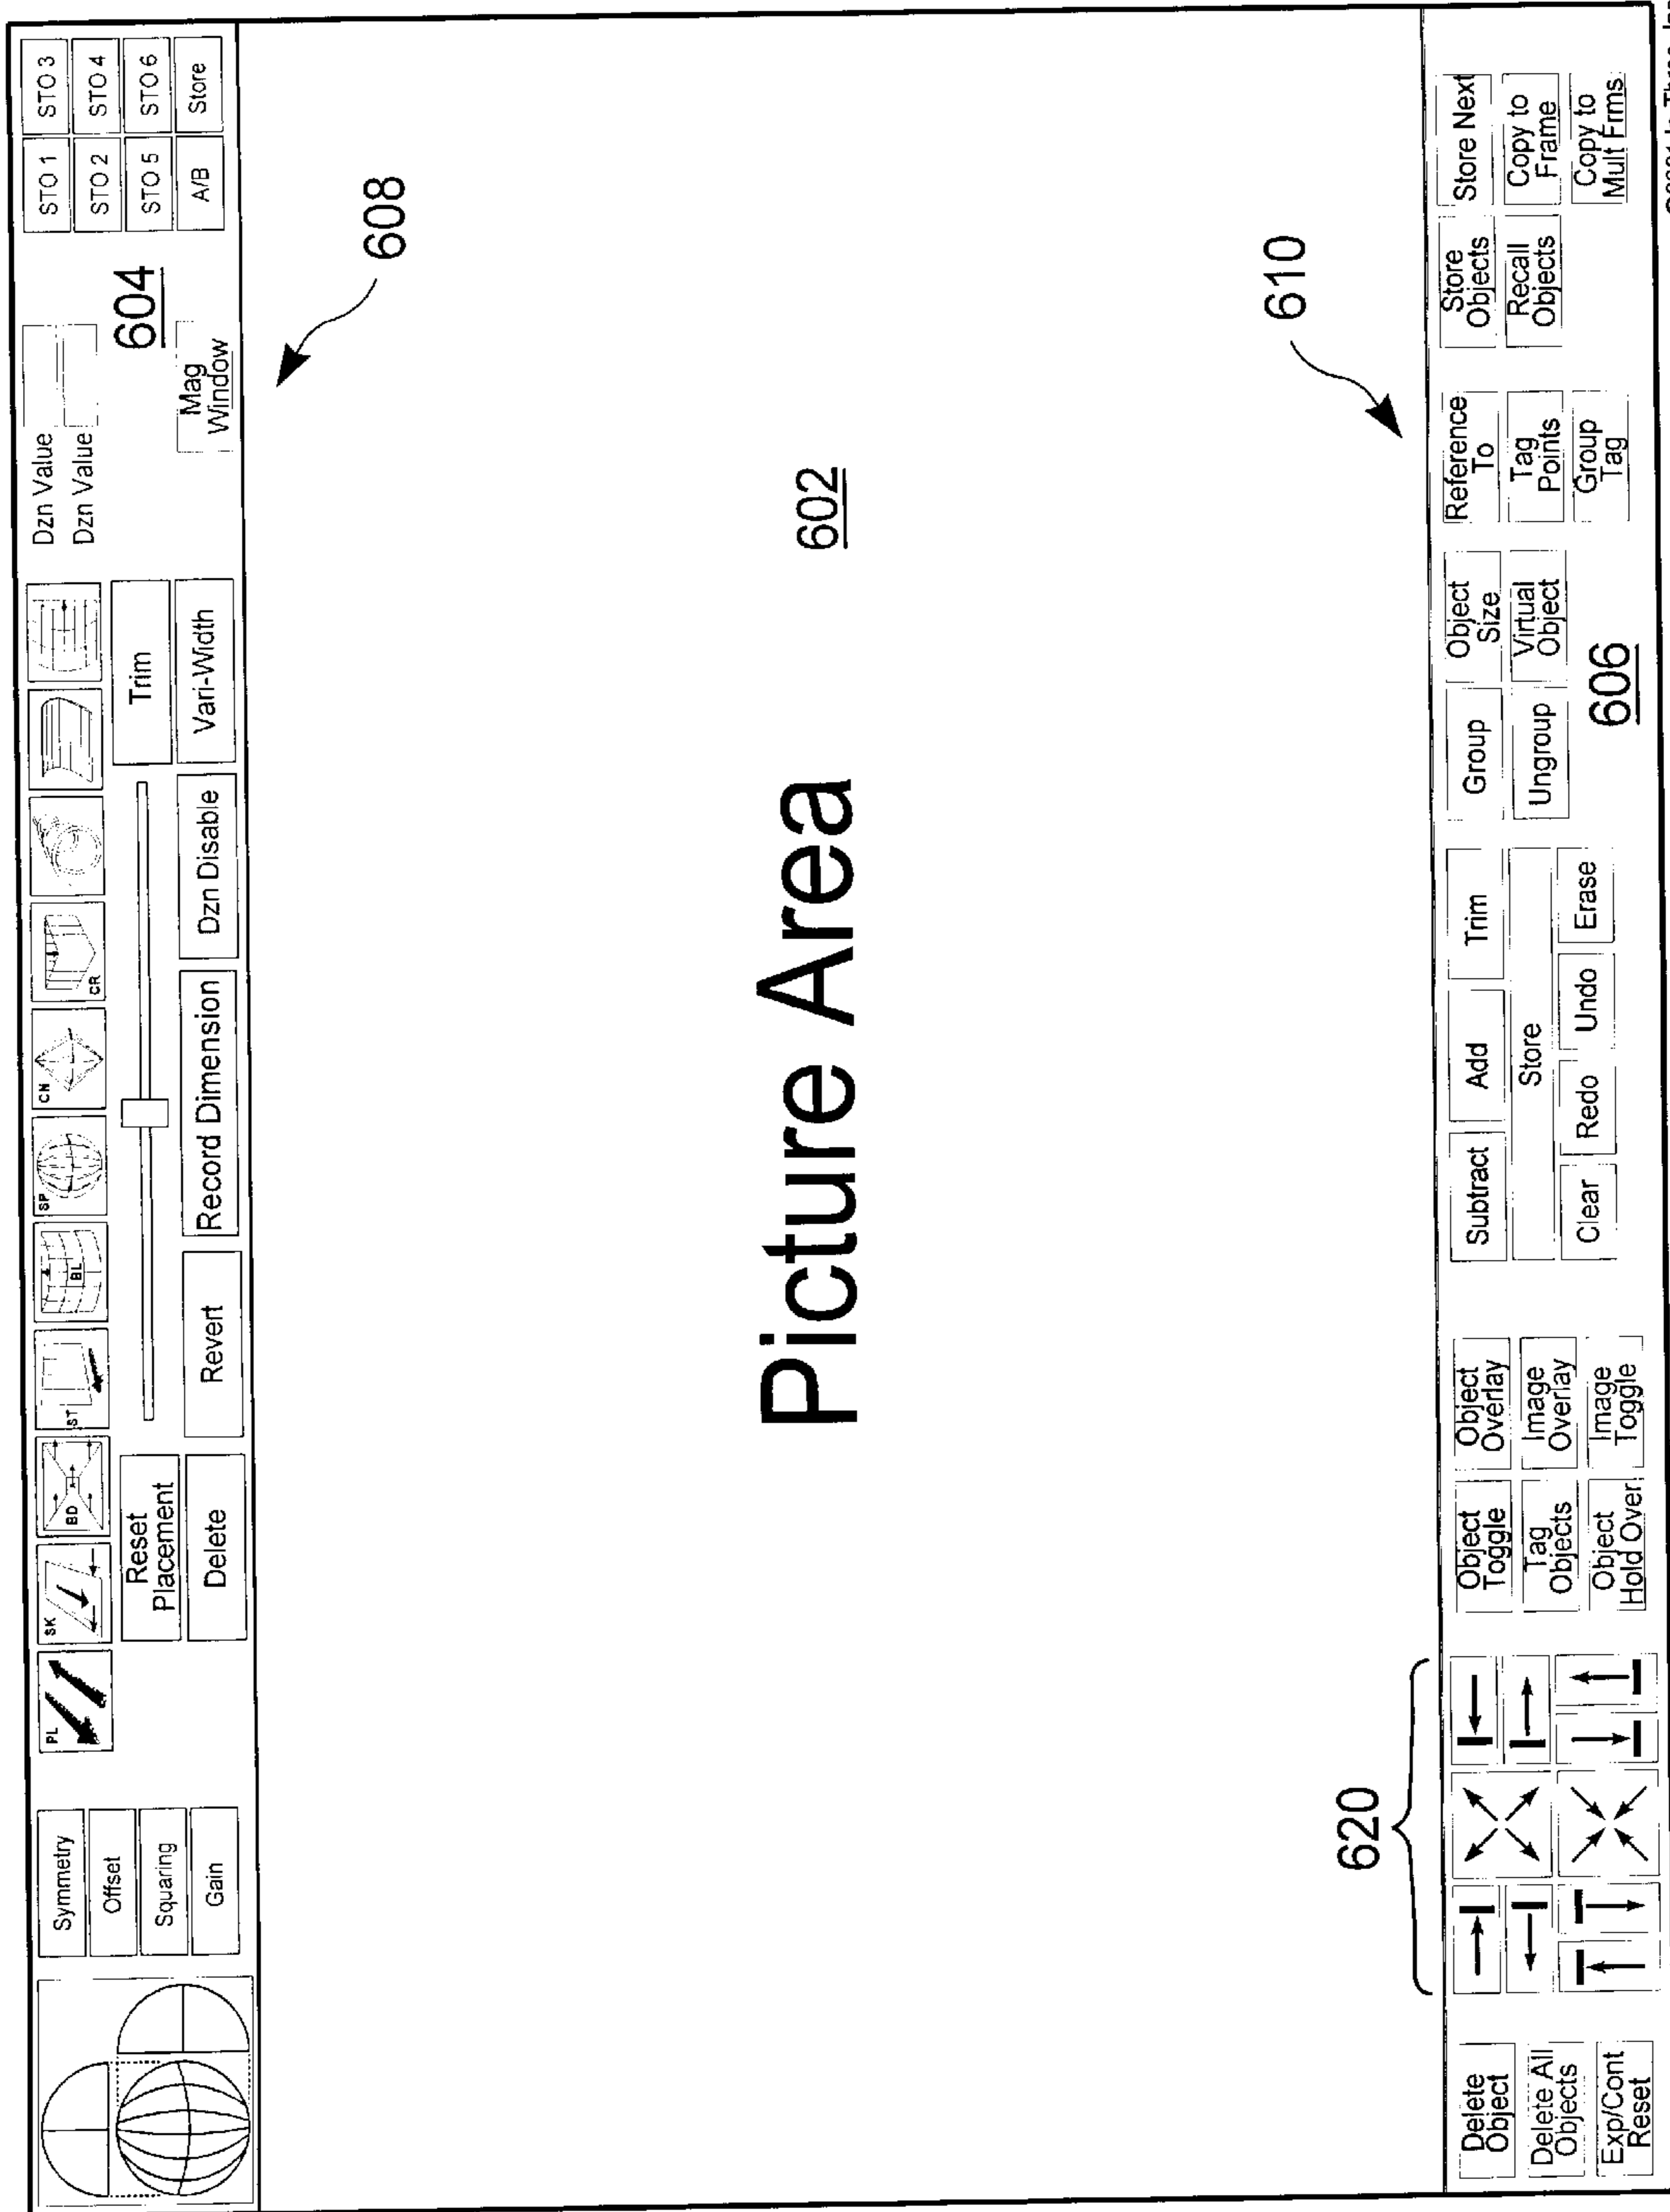 Symmetry
Offset
Squaring
Gain
PL
SK
BD
A
ST
BL
SP
CN
CR
Reset
Placement
Trim
Delete
Revert
Record Dimension
Dzn Disable
Vari-Width
Dzn Value
Dzn Value
604
Mag
Window
STO 1
STO 3
STO 2
STO 4
STO 5
STO 6
A/B
Store
608
Picture Area
602
610
620
Delete
Object
Delete All
Objects
Exp/Cont
Reset
Object
Toggle
Object
Overlay
Tag
Objects
Image
Overlay
Object
Hold Over
Image
Toggle
Subtract
Add
Trim
Store
Clear
Redo
Undo
Erase
Group
Object
Size
Ungroup
Virtual
Object
606
Reference
To
Tag
Points
Group
Tag
Store
Objects
Store Next
Recall
Objects
Copy to
Frame
Copy to
Mult Frms